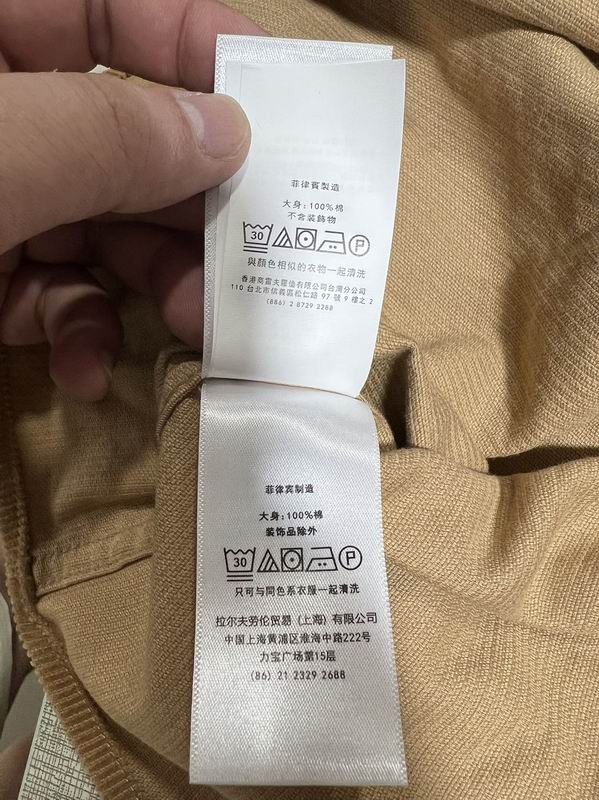 菲律賓製造
大身:100%棉
不含裝飾物
30 P
與顏色相似的衣物一起清洗
香港商雷夫羅倫有限公司台灣分公司
110 台北市信義區松仁路 97 號 9 樓之 2
(886) 2 8729 2288
菲律宾制造
大身:100%棉
装饰品除外
30 P
只可与同色系衣服一起清洗
拉尔夫劳伦贸易 (上海) 有限公司
中国上海黄浦区淮海中路222号
力宝广场第15层
(86) 21 2329 2688